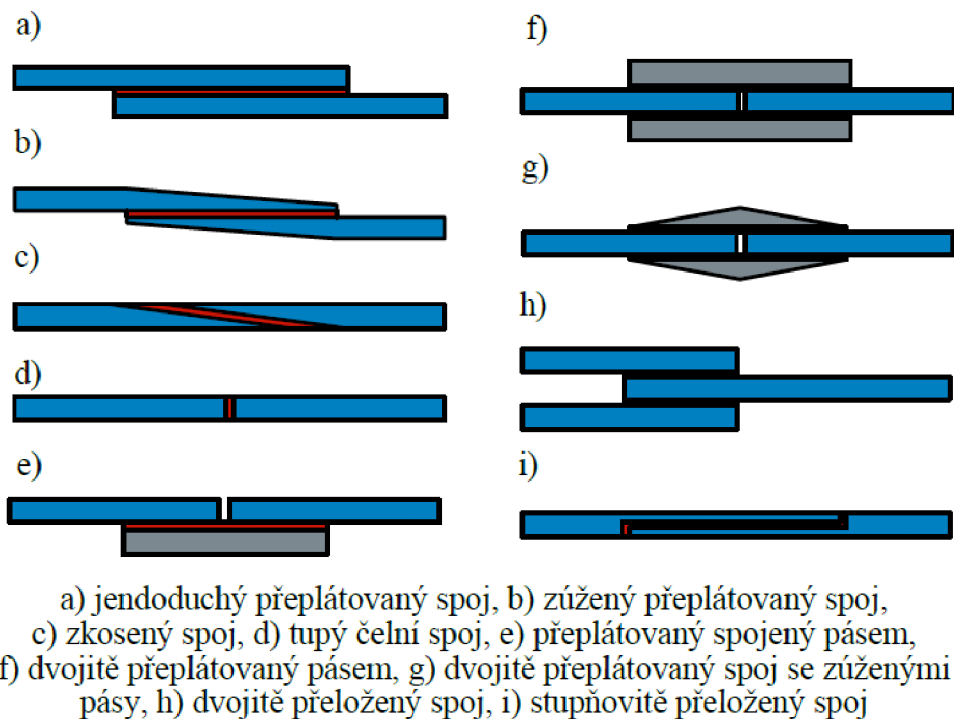 a)
b)
c)
d)
e)
f)
g)
h)
i)
a) jendoduchý přeplátovaný spoj, b) zúžený přeplátovaný spoj,
c) zkosený spoj, d) tupý čelní spoj, e) přeplátovaný spojený pásem,
f) dvojitě přeplátovaný pásem, g) dvojitě přeplátovaný spoj se zúženými
pásy, h) dvojitě přeložený spoj, i) stupňovitě přeložený spoj